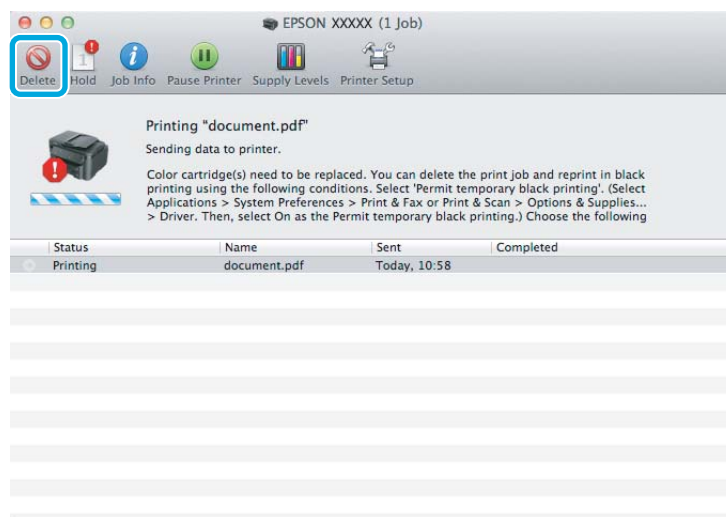 EPSON XXXXX (1 Job)
Delete Hold Job Info Pause Printer Supply Levels Printer Setup
1
Printing "document.pdf"
Sending data to printer.
Color cartridge(s) need to be replaced. You can delete the print job and reprint in black
printing using the following conditions. Select 'Permit temporary black printing'. (Select
Applications > System Preferences > Print & Fax or Print & Scan > Options & Supplies...
> Driver. Then, select On as the Permit temporary black printing.) Choose the following
Status Name Sent Completed
Printing document.pdf Today, 10:58